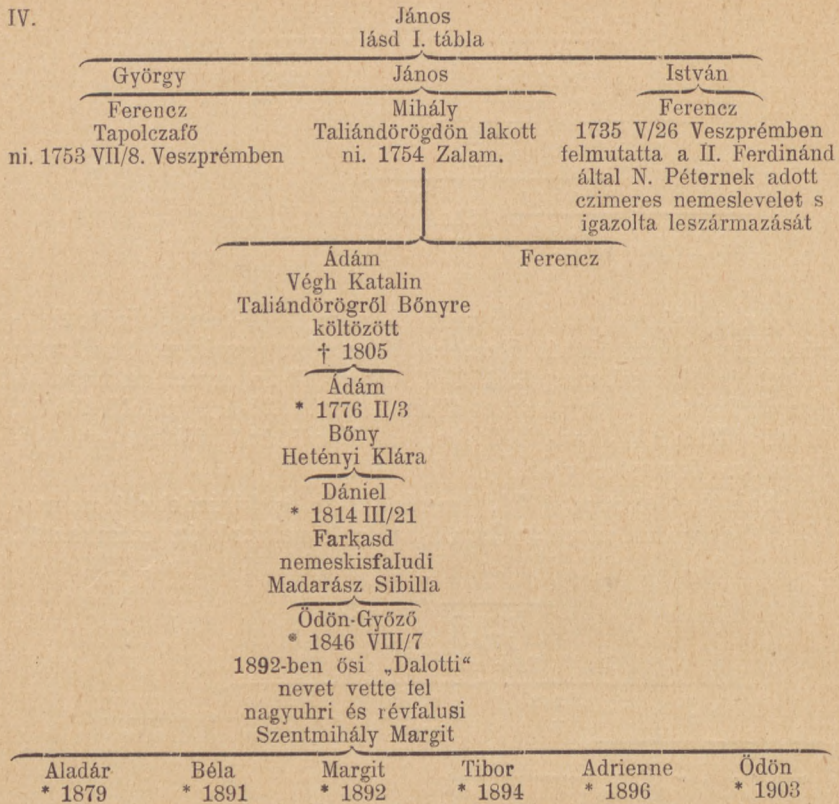 IV.
János
lásd I. tábla
György János István
Ferencz
Tapolczafő
ni. 1753 VII/8. Veszprémben
Mihály
Taliándörögdön lakott
ni. 1754 Zalam.
Ferencz
1735 V/26 Veszprémben
felmutatta a II. Ferdinánd
által N. Péternek adott
czimeres nemeslevelet s
igazolta leszármazását
Ádám Ferencz
Végh Katalin
Taliándörögről Bőnyre
költözött
† 1805
Ádám
* 1776 II/3
Bőny
Hetényi Klára
Dániel
* 1814 III/21
Farkasd
nemeskisfaludi
Madarász Sibilla
Ödön-Győző
* 1846 VIII/7
1892-ben ősi „Dalotti“
nevet vette fel
nagyuhri és révfalusi
Szentmihály Margit
Aladár Béla Margit Tibor Adrienne Ödön
* 1879 * 1891 * 1892 * 1894 * 1896 * 1903